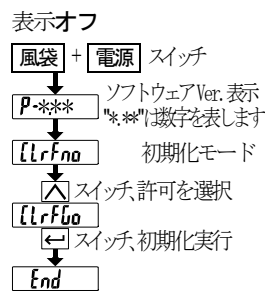 表示オフ
風袋 + 電源 スイッチ
P-*.** ソフトウェアVer.表示
"*.**"は数字を表します
ClrFno 初期化モード
スイッチ、許可を選択
ClrFGo
スイッチ、初期化実行
End